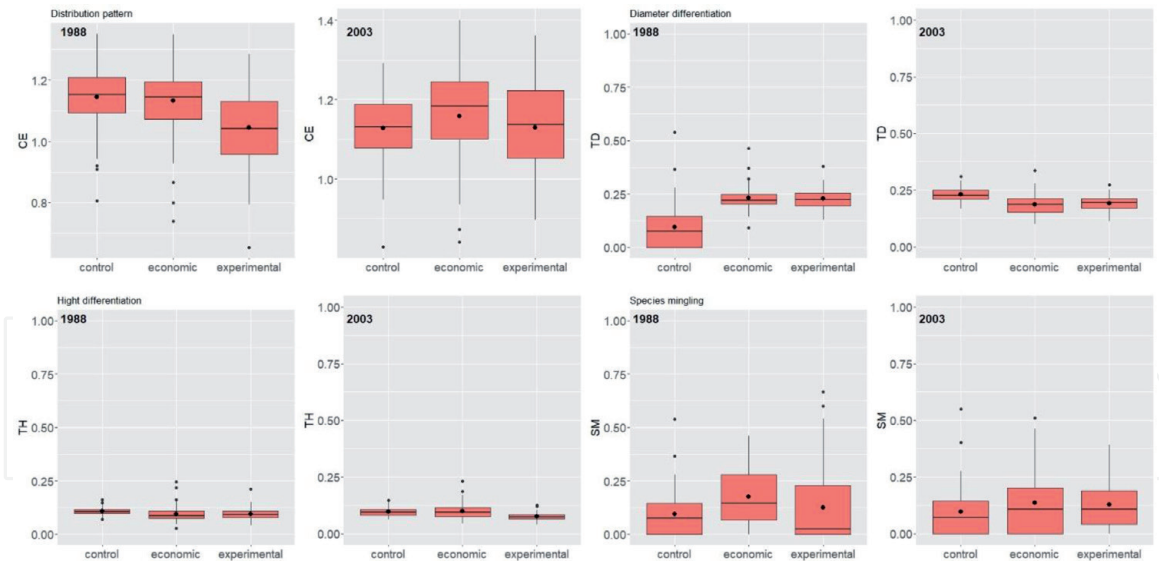 Distribution pattern
1988
CE
1.2
1.0
0.8
control economic experimental
2003
CE
1.4
1.2
1.0
control economic experimental
Diameter differentiation
1988
TD
1.00
0.75
0.50
0.25
0.00
control economic experimental
2003
TD
1.00
0.75
0.50
0.25
0.00
control economic experimental
Hight differentiation
1988
TH
1.00
0.75
0.50
0.25
0.00
control economic experimental
2003
TH
1.00
0.75
0.50
0.25
0.00
control economic experimental
Species mingling
1988
SM
1.00
0.75
0.50
0.25
0.00
control economic experimental
2003
SM
1.00
0.75
0.50
0.25
0.00
control economic experimental